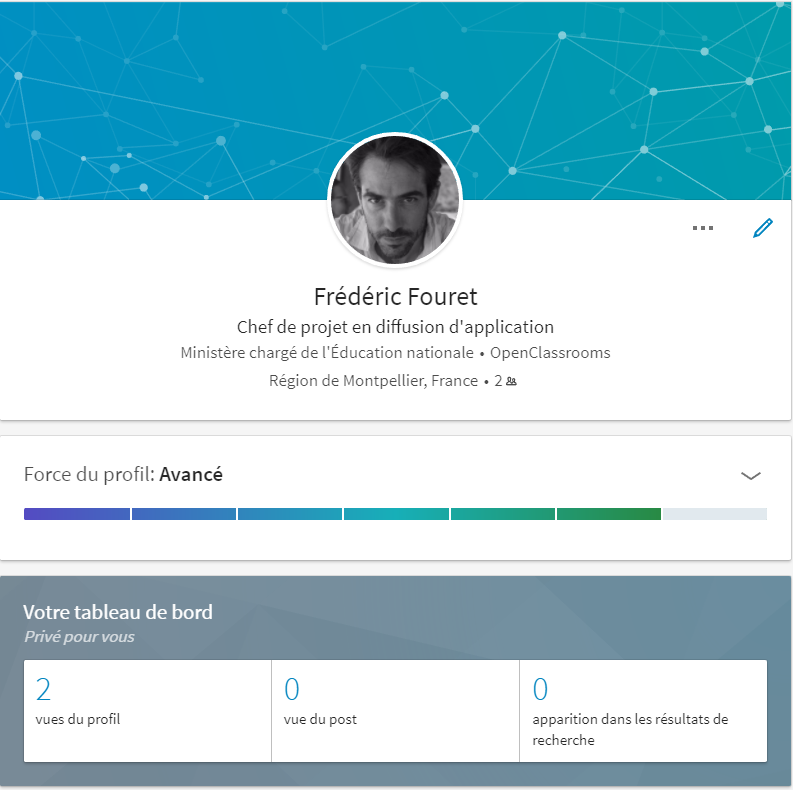 Frédéric Fouret
Chef de projet en diffusion d'application
Ministère chargé de l'Éducation nationale • OpenClassrooms
Région de Montpellier, France • 2
Force du profil: Avancé
Votre tableau de bord
Privé pour vous
2
vues du profil
0
vue du post
0
apparition dans les résultats de
recherche